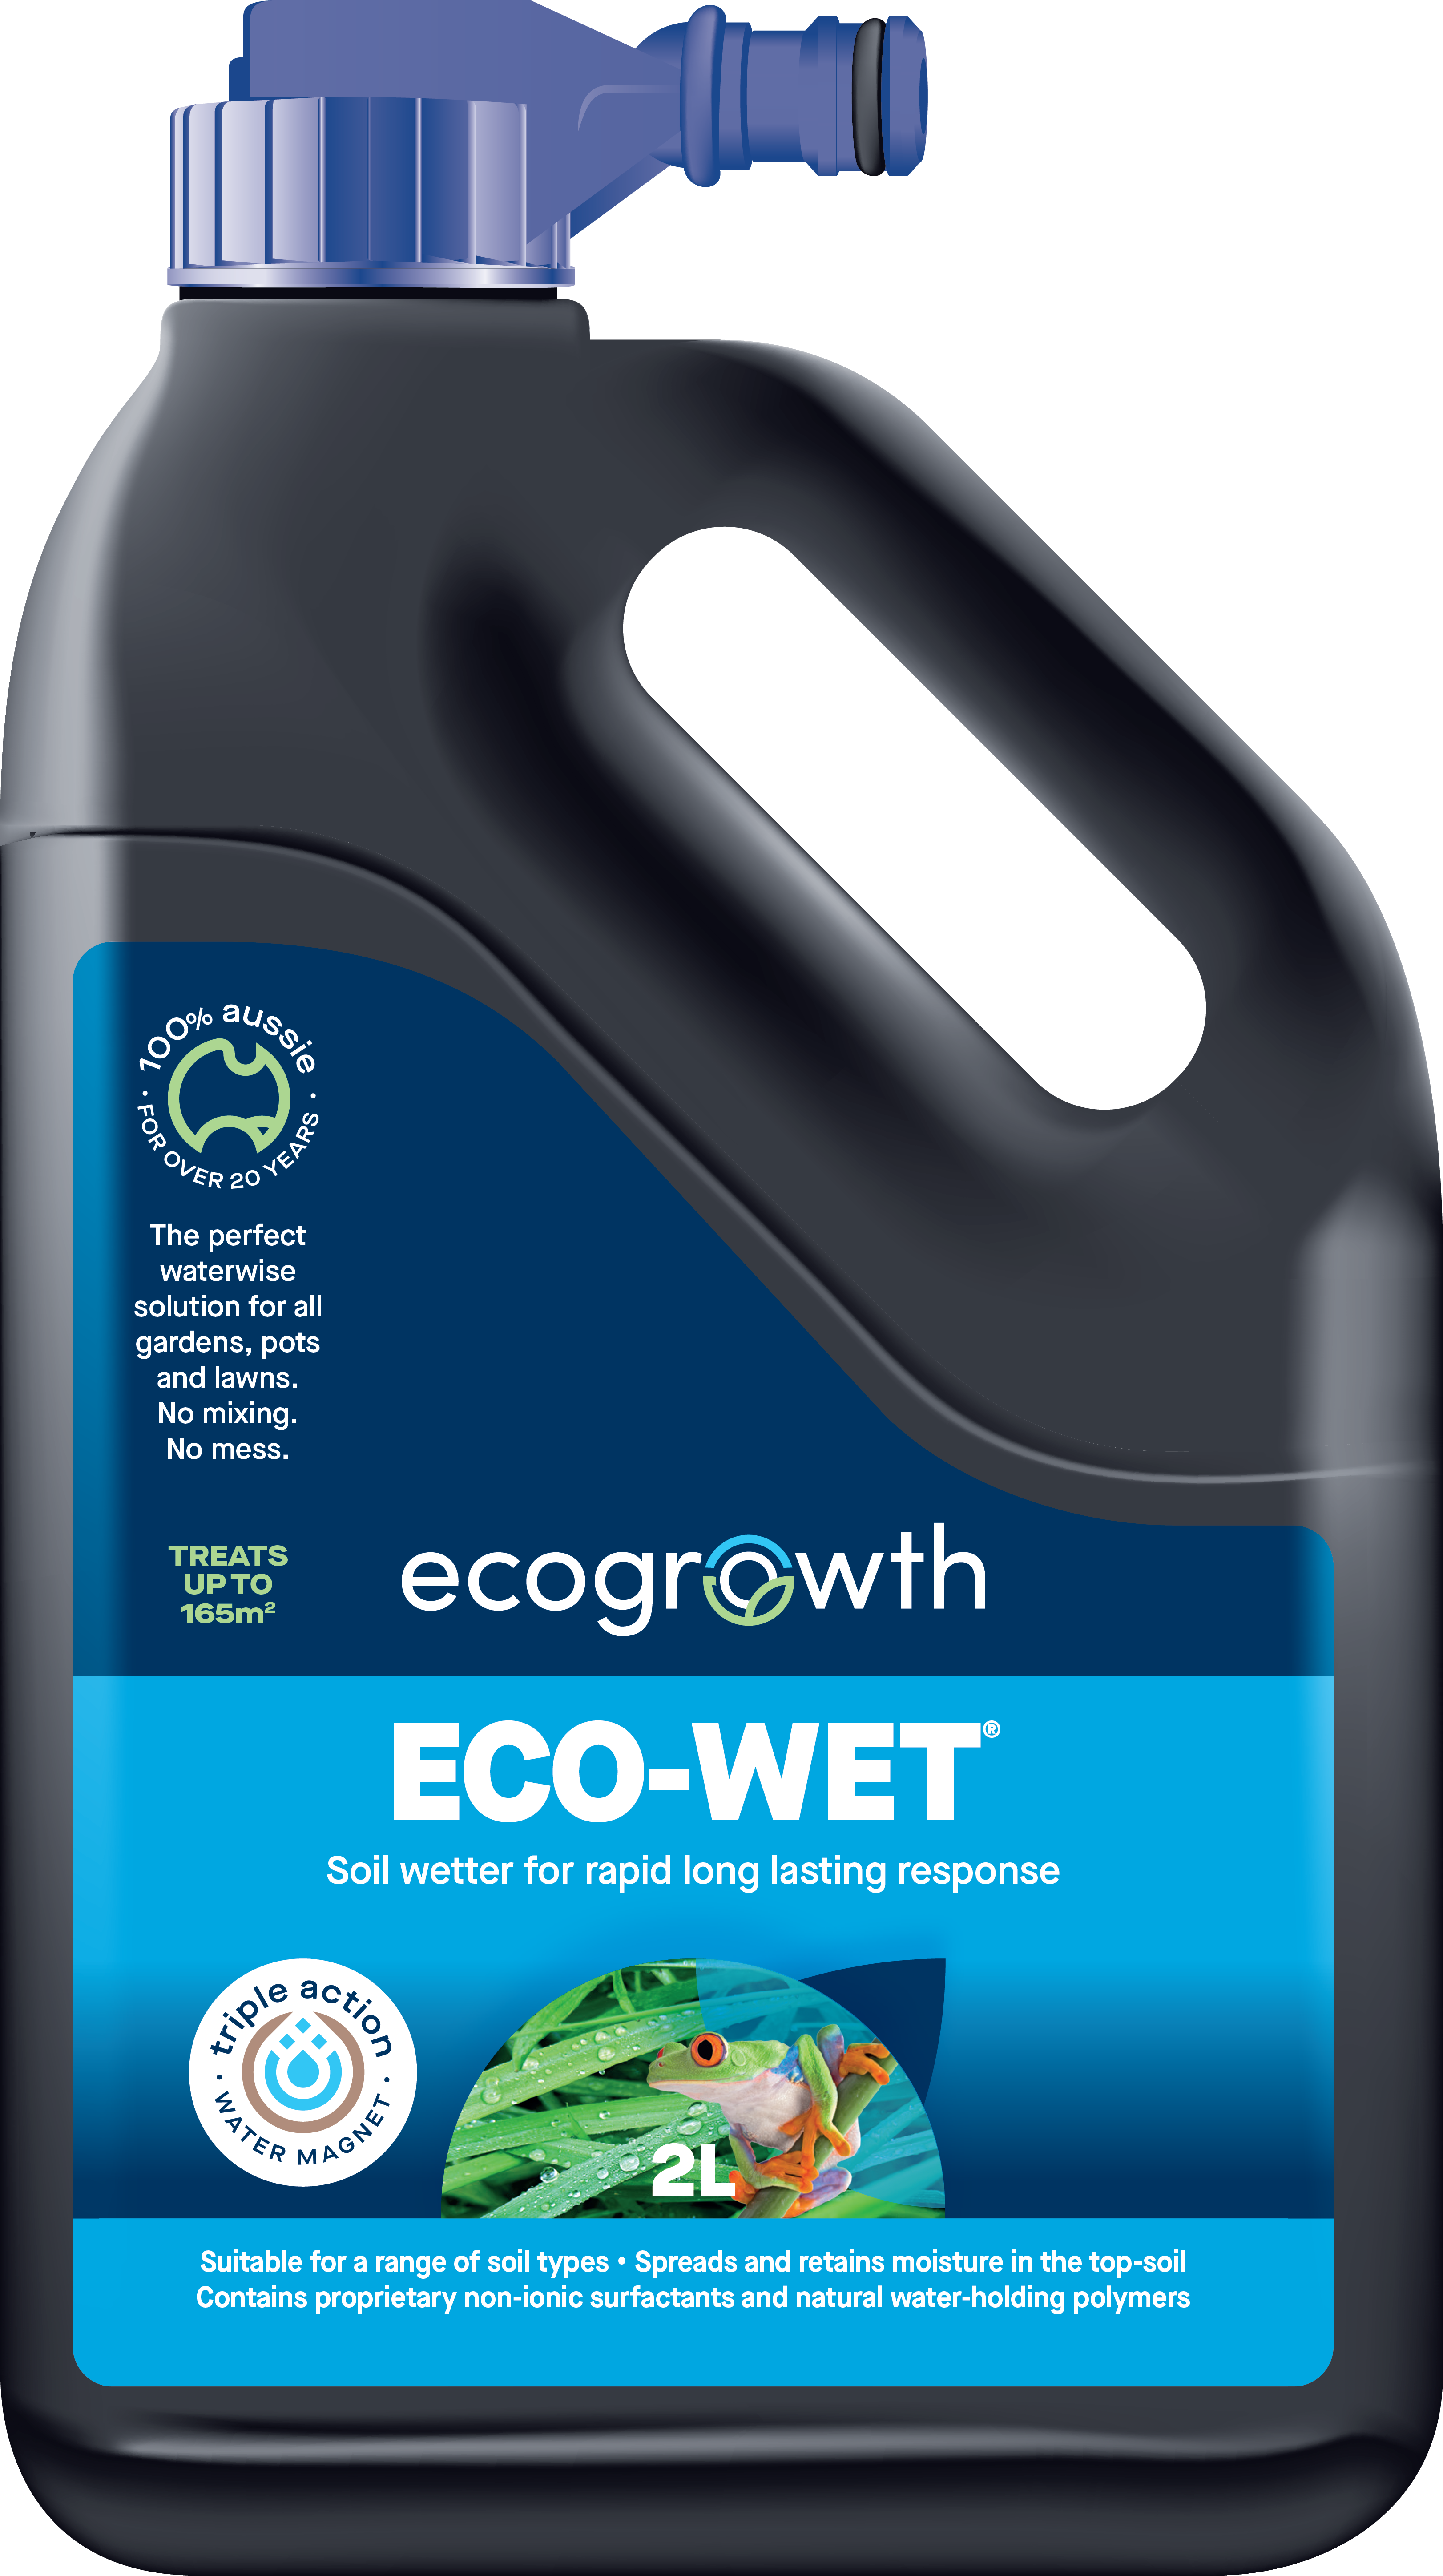 100% aussie
• FOR OVER 20 YEARS •
The perfect
waterwise
solution for all
gardens, pots
and lawns.
No mixing.
No mess.
TREATS
UP TO
165m²
ecogrowth
ECO-WET®
Soil wetter for rapid long lasting response
triple action
• WATER MAGNET •
2L
Suitable for a range of soil types • Spreads and retains moisture in the top-soil
Contains proprietary non-ionic surfactants and natural water-holding polymers